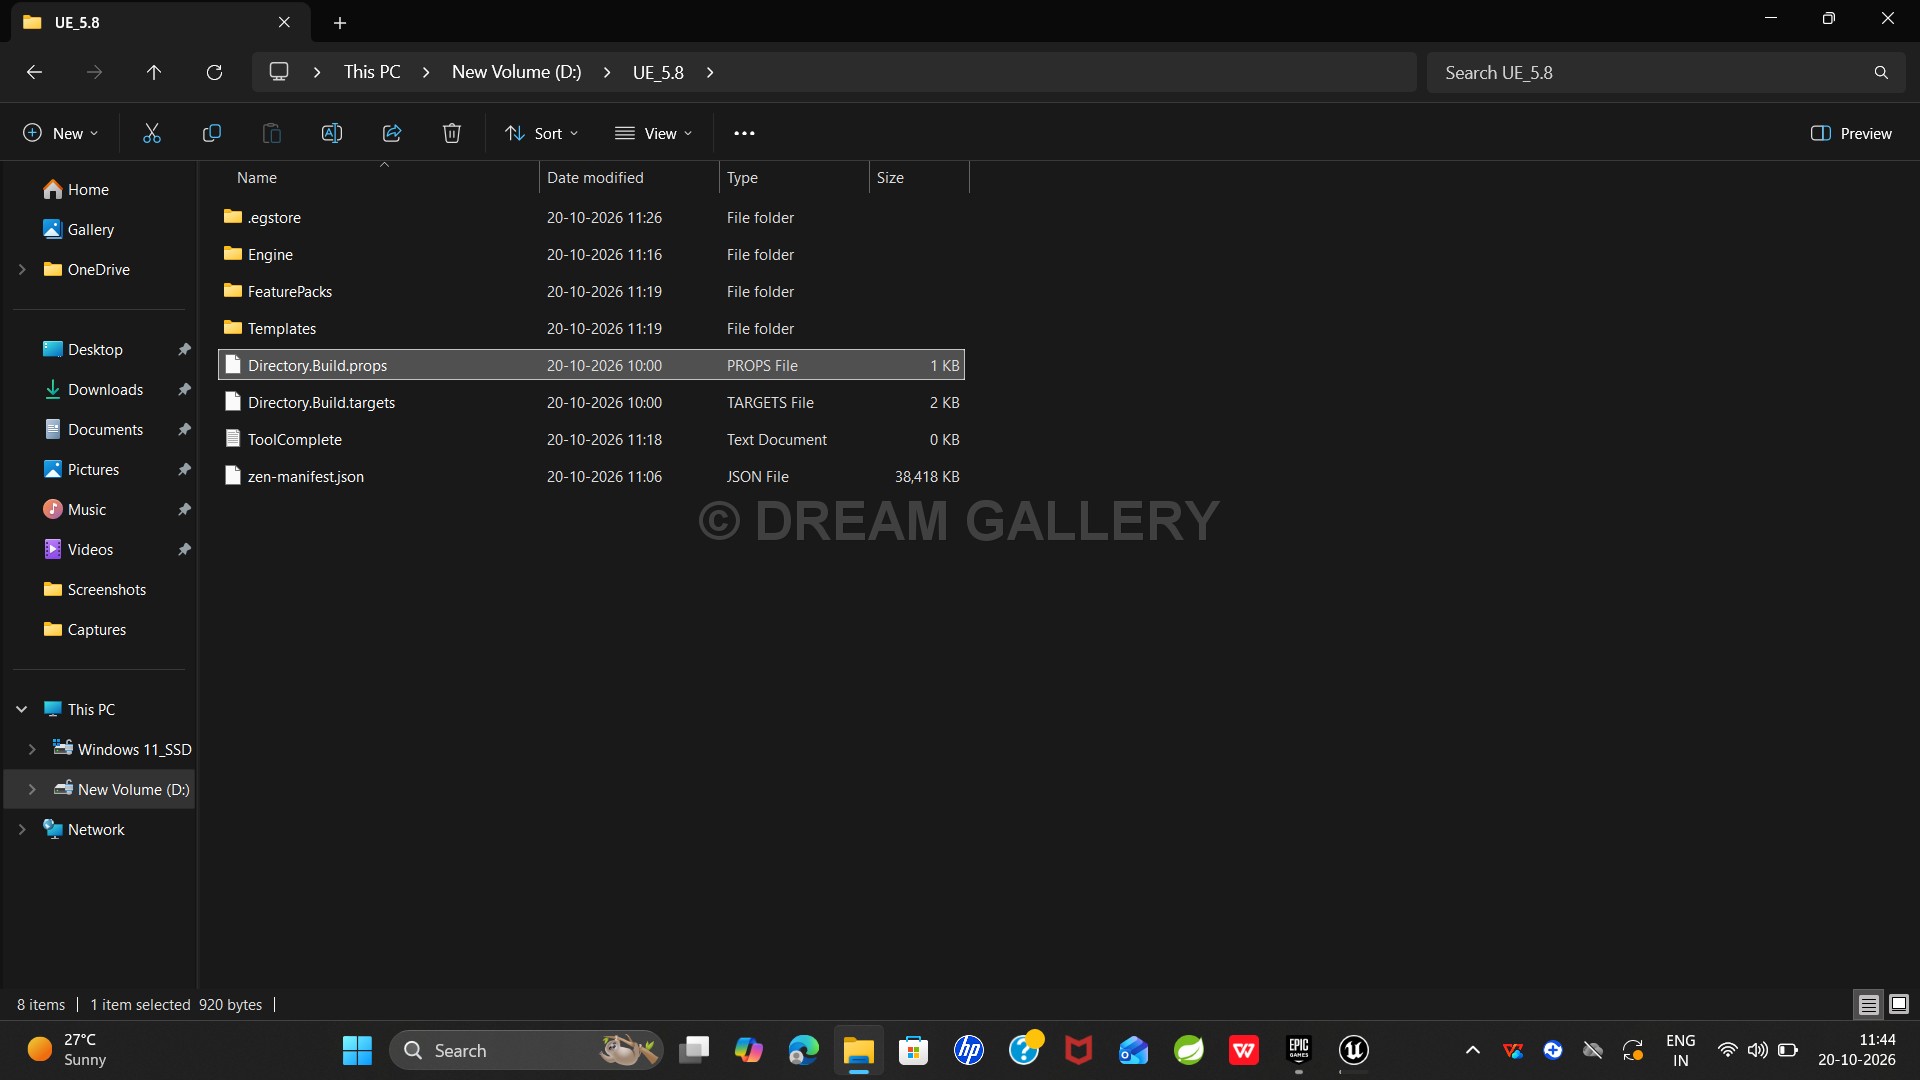 UE_5.8
This PC
New Volume (D:)
UE_5.8
Search UE_5.8
New
Sort
View
Preview
Name
Date modified
Type
Size
.egstore 20-10-2026 11:26 File folder
Engine 20-10-2026 11:16 File folder
FeaturePacks 20-10-2026 11:19 File folder
Templates 20-10-2026 11:19 File folder
Directory.Build.props 20-10-2026 10:00 PROPS File 1 KB
Directory.Build.targets 20-10-2026 10:00 TARGETS File 2 KB
ToolComplete 20-10-2026 11:18 Text Document 0 KB
zen-manifest.json 20-10-2026 11:06 JSON File 38,418 KB
© DREAM GALLERY
Home
Gallery
OneDrive
Desktop
Downloads
Documents
Pictures
Music
Videos
Screenshots
Captures
This PC
Windows 11_SSD
New Volume (D:)
Network
8 items
1 item selected 920 bytes
27°C
Sunny
Search
hp
EPIC
GAMES
ENG
IN
11:44
20-10-2026